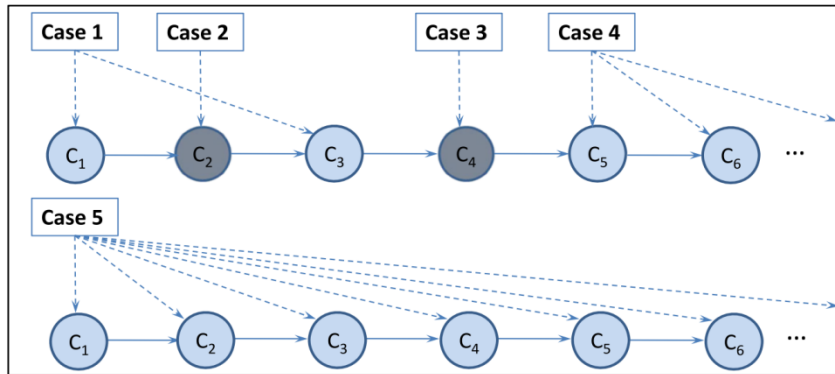 Case 1 Case 2 Case 3 Case 4
C₁ C₂ C₃ C₄ C₅ C₆ ...
Case 5
C₁ C₂ C₃ C₄ C₅ C₆ ...